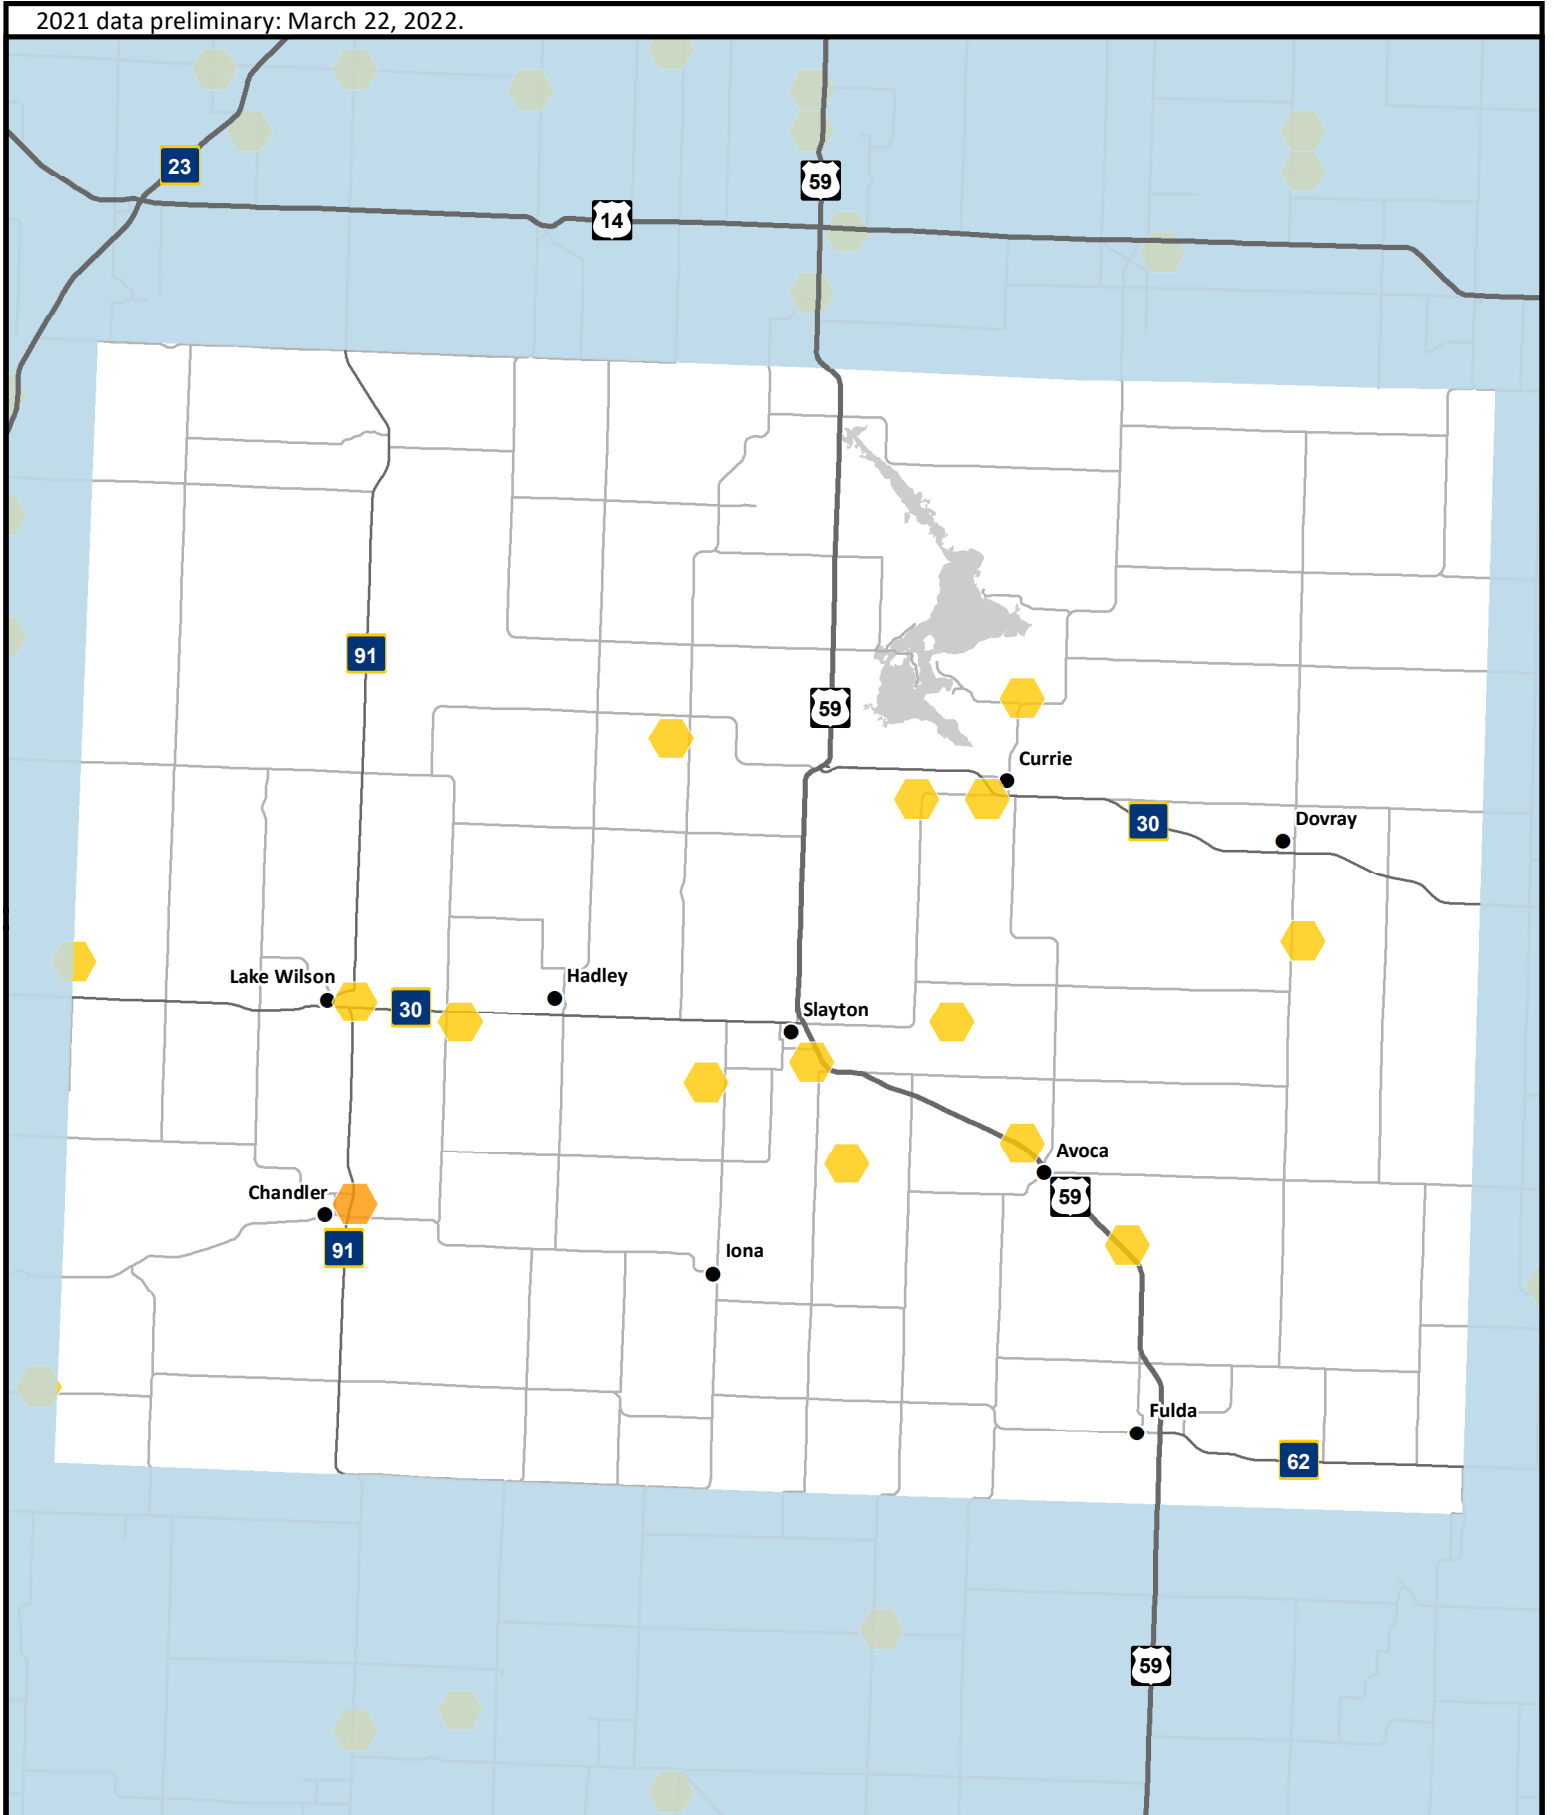 2021 data preliminary: March 22, 2022.
23
59
14
91
59
Currie
30
Dovray
Lake Wilson
30
Hadley
Slayton
Avoca
59
Chandler
91
Iona
Fulda
62
59